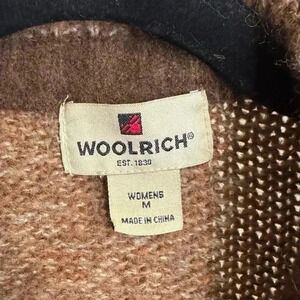 WOOLRICH®
EST. 1830
WOMENS
M
MADE IN CHINA